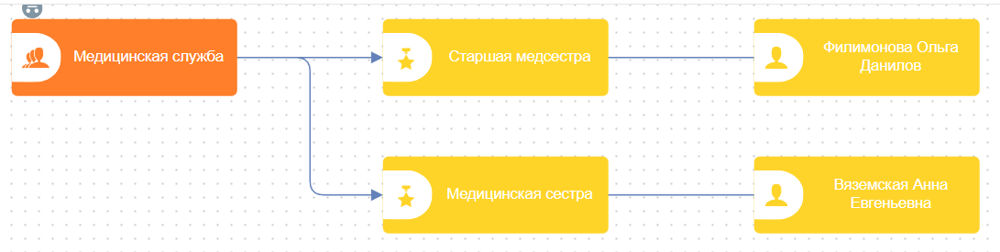 Медицинская служба
Старшая медсестра
Филимонова Ольга
Данилов
Медицинская сестра
Вяземская Анна
Евгеньевна